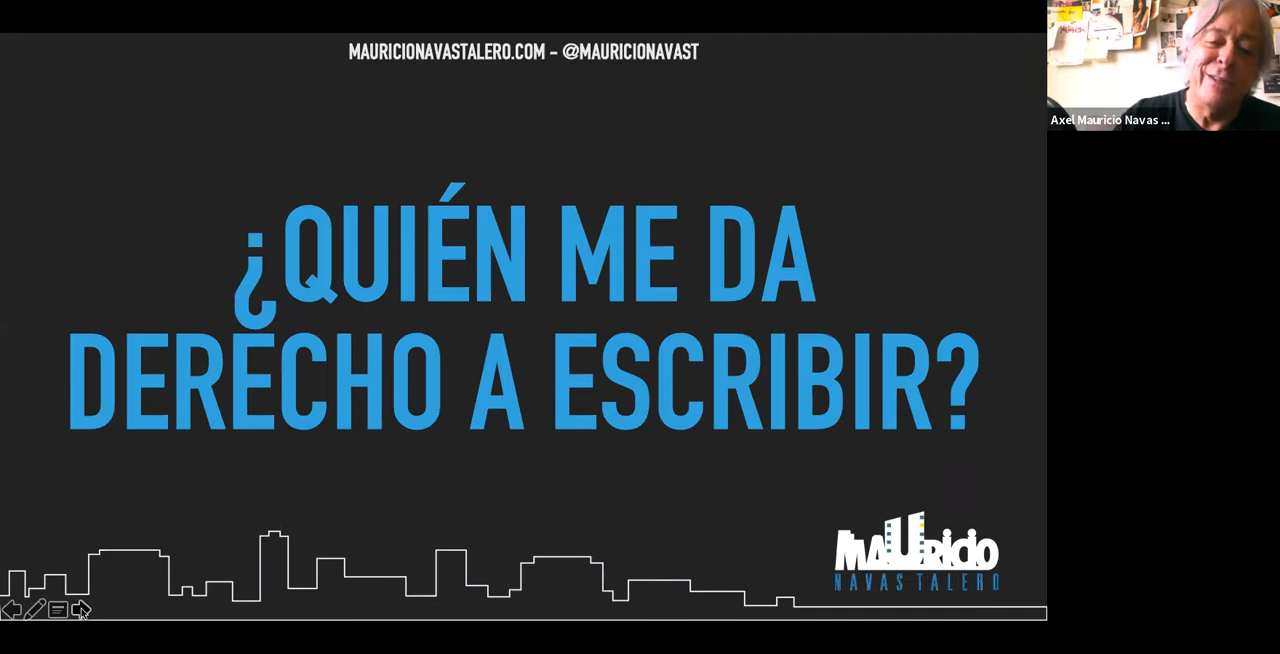 MAURICIONAVASTALERO.COM - @MAURICIONAVAST
¿QUIÉN ME DA
DERECHO A ESCRIBIR?
MAURICIO
NAVAS TALERO
Axel Mauricio Navas ...